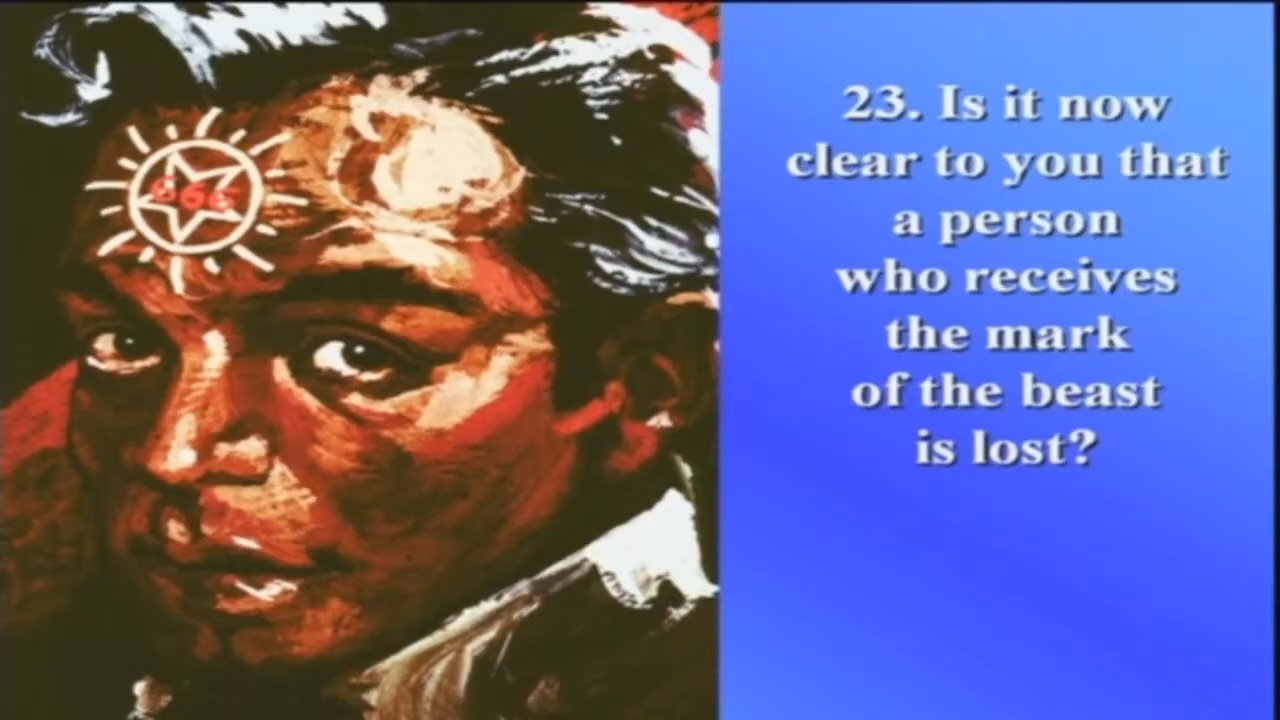 666
23. Is it now
clear to you that
a person
who receives
the mark
of the beast
is lost?